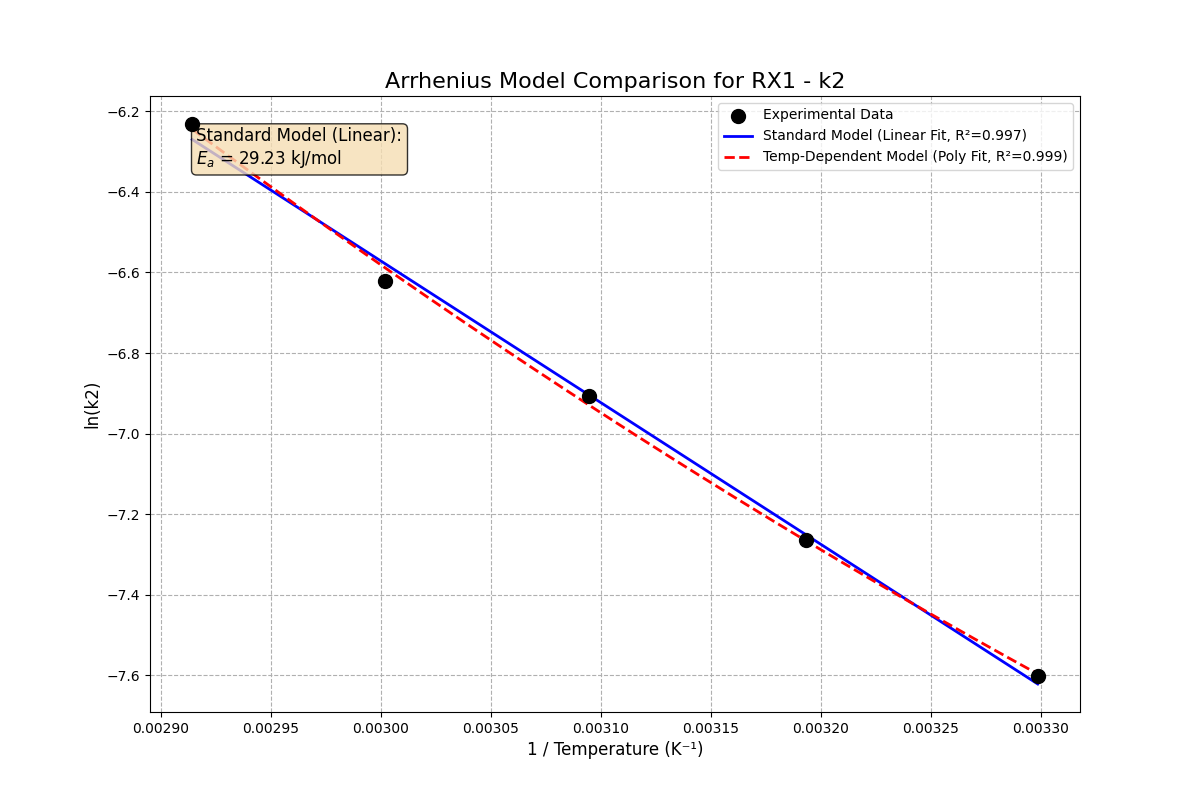 Arrhenius Model Comparison for RX1 - k2
Experimental Data
Standard Model (Linear Fit, R²=0.997)
Temp-Dependent Model (Poly Fit, R²=0.999)
Standard Model (Linear):
Eₐ = 29.23 kJ/mol
ln(k2)
−6.2
−6.4
−6.6
−6.8
−7.0
−7.2
−7.4
−7.6
0.00290 0.00295 0.00300 0.00305 0.00310 0.00315 0.00320 0.00325 0.00330
1 / Temperature (K⁻¹)